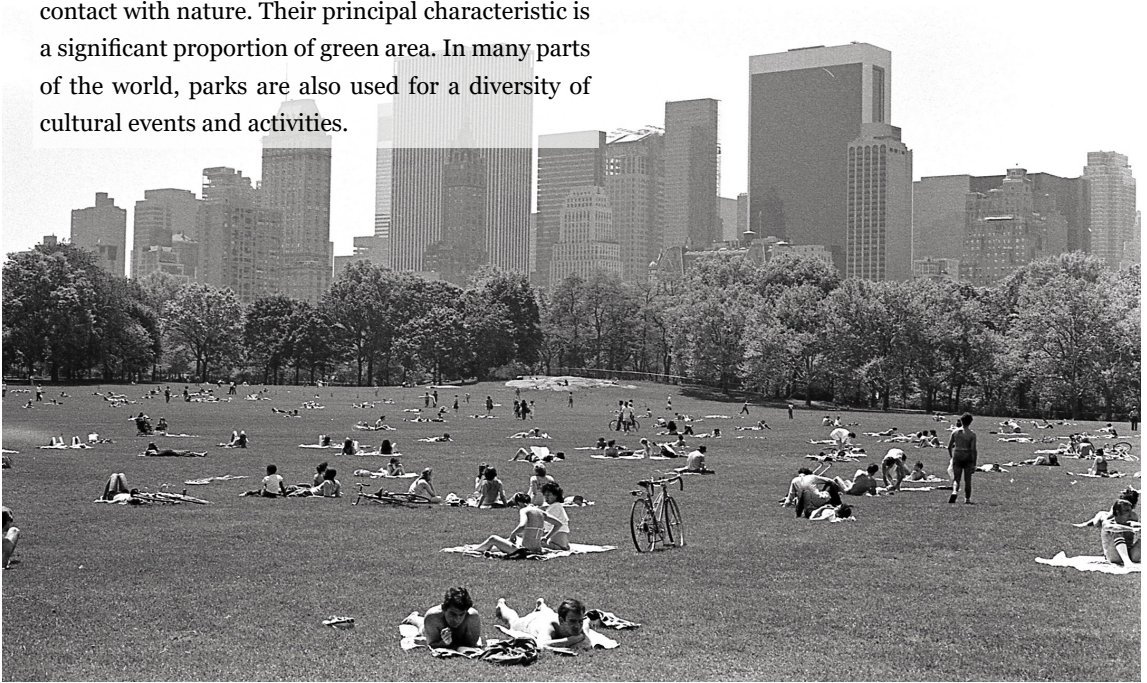 contact with nature. Their principal characteristic is
a significant proportion of green area. In many parts
of the world, parks are also used for a diversity of
cultural events and activities.